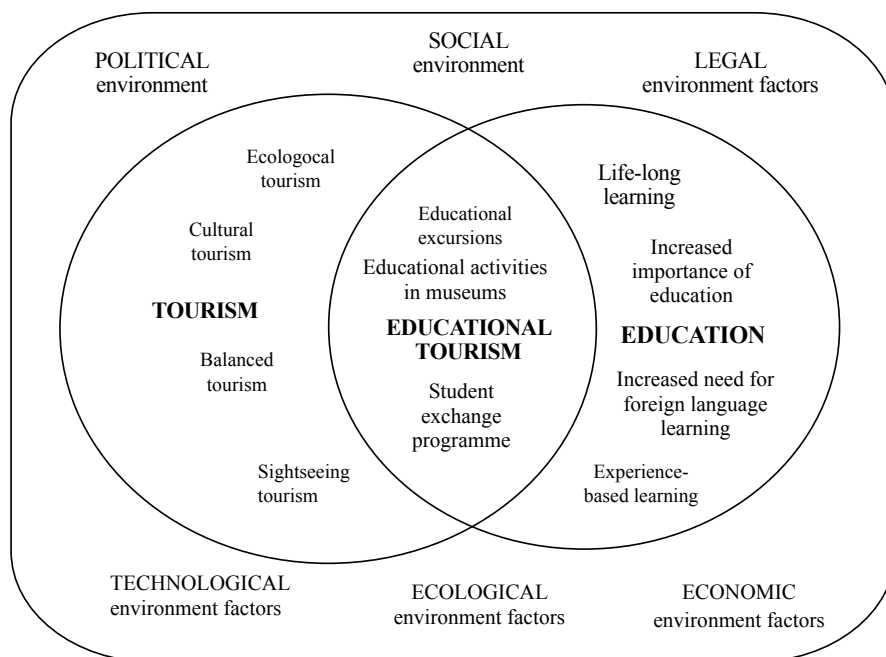 POLITICAL
environment
SOCIAL
environment
LEGAL
environment factors
Ecologocal
tourism
Cultural
tourism
TOURISM
Balanced
tourism
Sightseeing
tourism
Educational
excursions
Educational activities
in museums
EDUCATIONAL
TOURISM
Student
exchange
programme
Life-long
learning
Increased
importance of
education
EDUCATION
Increased need for
foreign language
learning
Experience-
based learning
TECHNOLOGICAL
environment factors
ECOLOGICAL
environment factors
ECONOMIC
environment factors